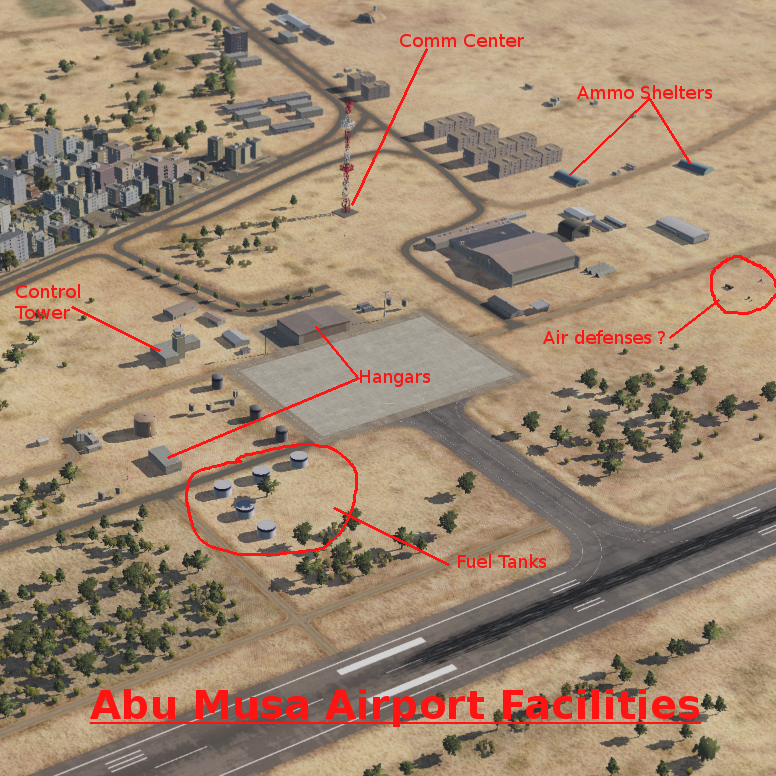 Comm Center
Ammo Shelters
Control
Tower
Air defenses ?
Hangars
Fuel Tanks
Abu Musa Airport Facilities